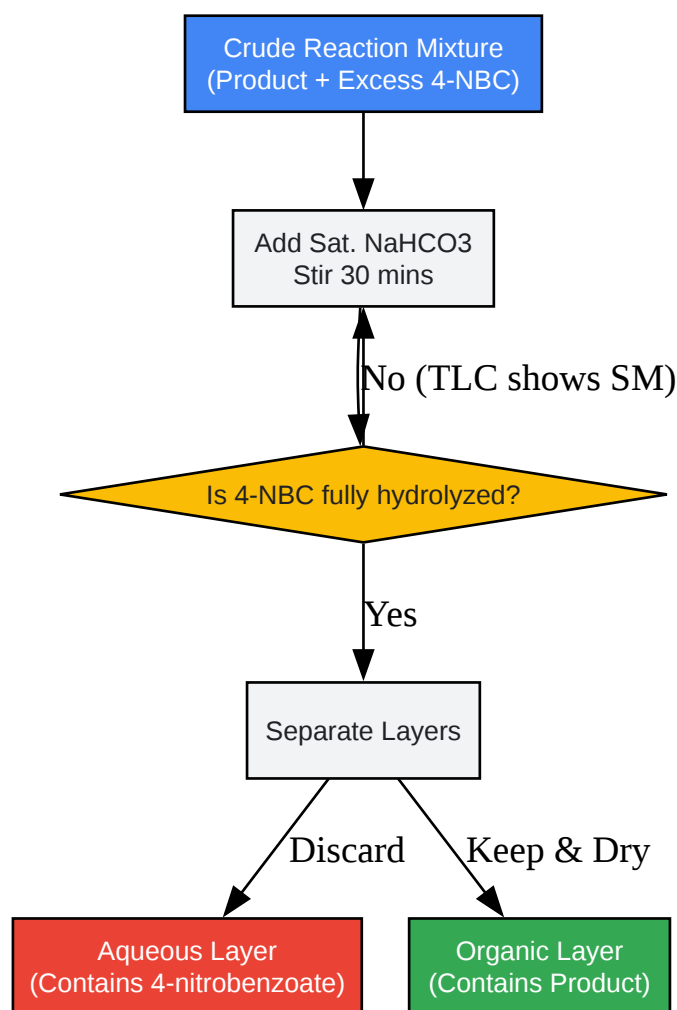 Crude Reaction Mixture
(Product + Excess 4-NBC)
Add Sat. NaHCO3
Stir 30 mins
No (TLC shows SM)
Is 4-NBC fully hydrolyzed?
Yes
Separate Layers
Discard
Keep & Dry
Aqueous Layer
(Contains 4-nitrobenzoate)
Organic Layer
(Contains Product)